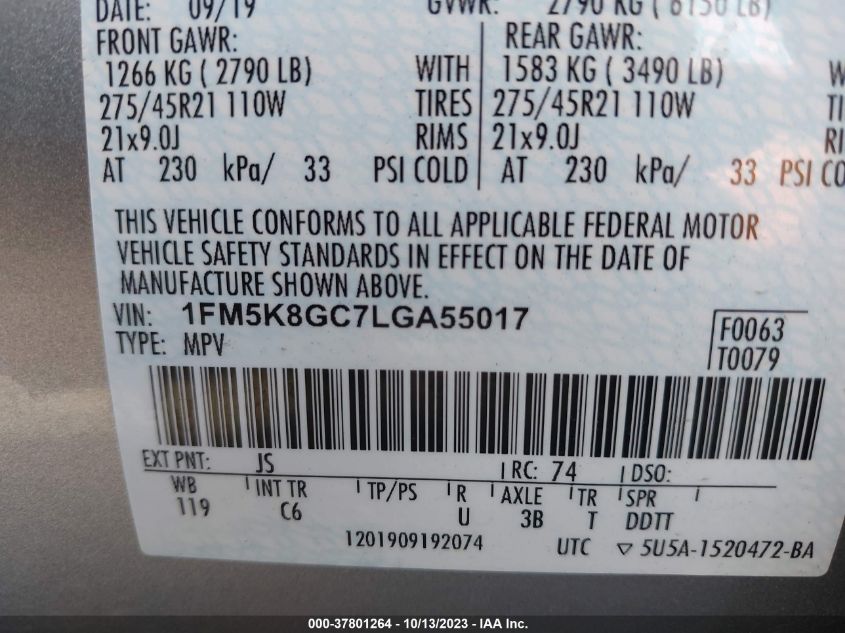 DATE: 09/19 GVWR: 2790 KG ( 6150 LB)
FRONT GAWR: REAR GAWR:
1266 KG ( 2790 LB) WITH 1583 KG ( 3490 LB) W
275/45R21 110W TIRES 275/45R21 110W TI
21x9.0J RIMS 21x9.0J RI
AT 230 kPa/ 33 PSI COLD AT 230 kPa/ 33 PSI CO
THIS VEHICLE CONFORMS TO ALL APPLICABLE FEDERAL MOTOR
VEHICLE SAFETY STANDARDS IN EFFECT ON THE DATE OF
MANUFACTURE SHOWN ABOVE.
VIN: 1FM5K8GC7LGA55017 F0063
TYPE: MPV T0079
EXT PNT: JS RC: 74 DSO:
WB INT TR TP/PS R AXLE TR SPR
119 C6 U 3B T DDTT
1201909192074 UTC ▽ 5U5A-1520472-BA
000-37801264 - 10/13/2023 - IAA Inc.